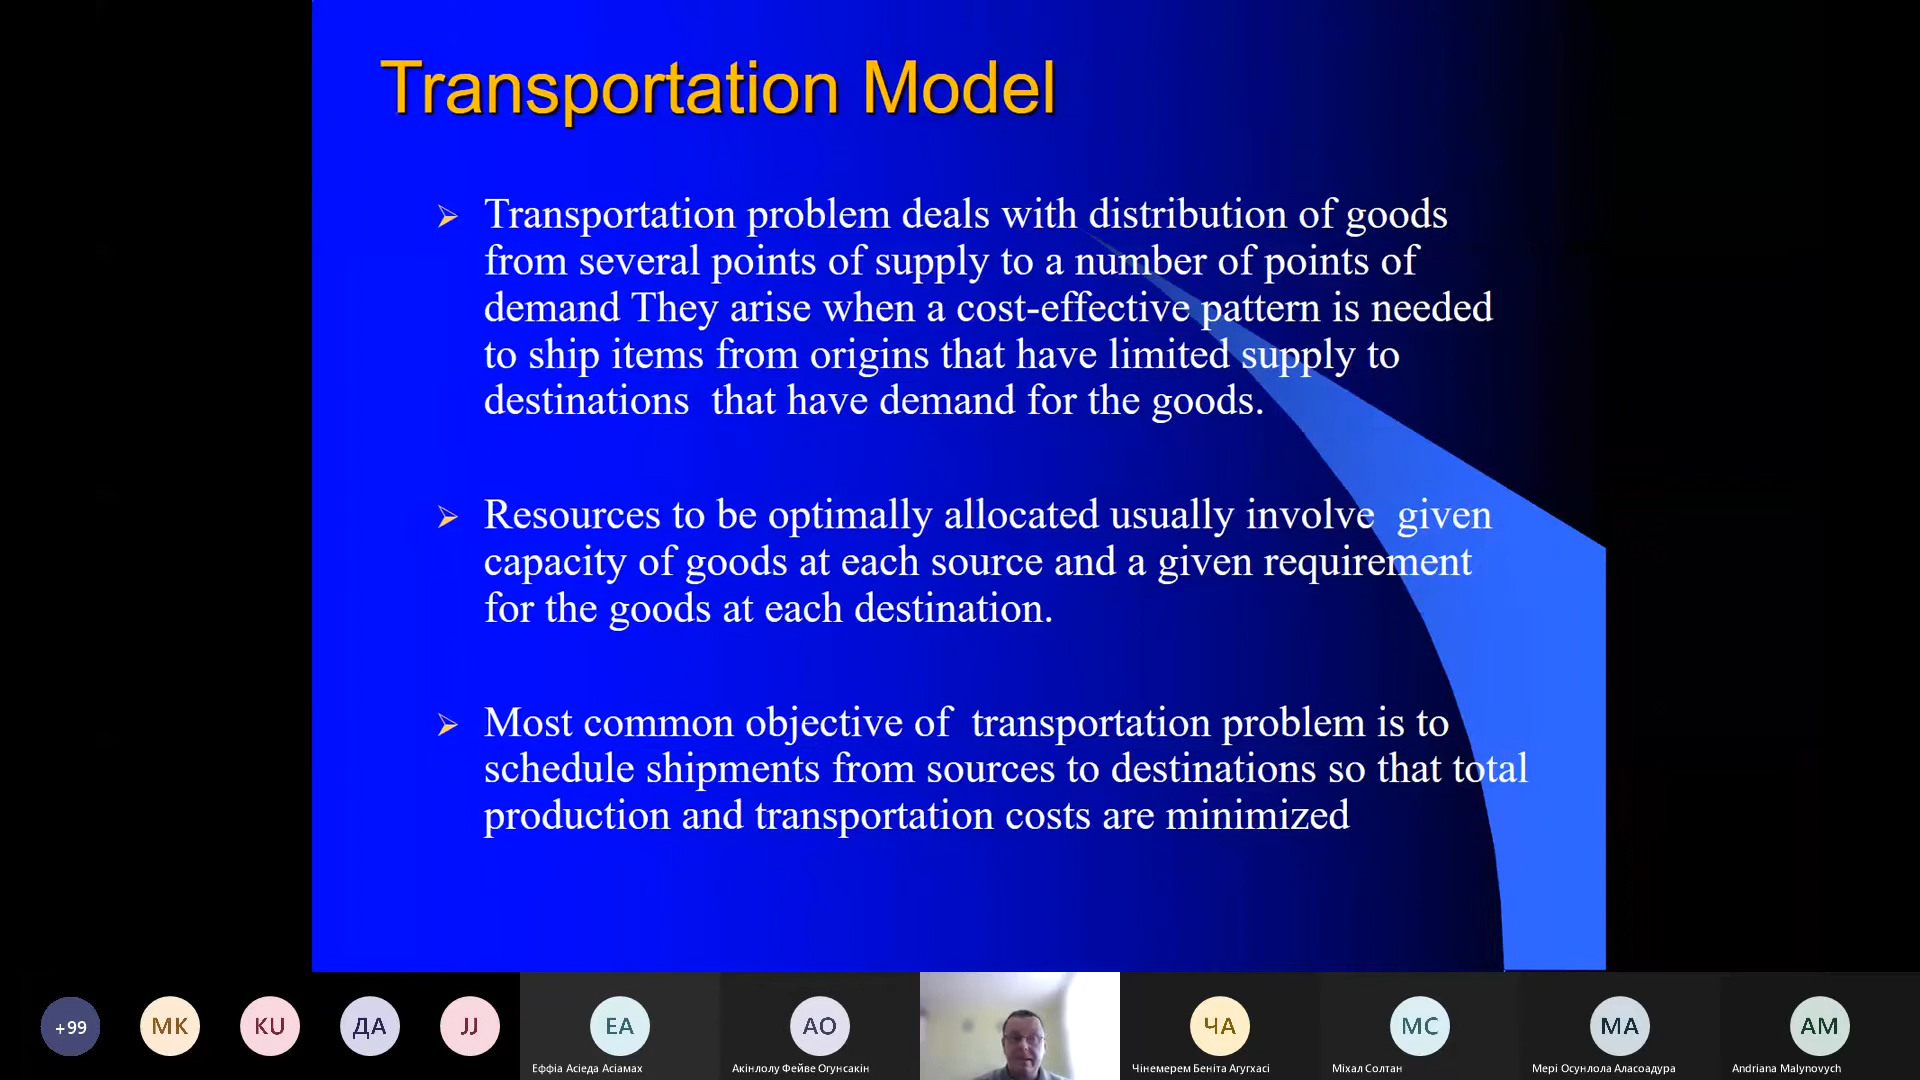 Transportation Model
Transportation problem deals with distribution of goods
from several points of supply to a number of points of
demand They arise when a cost-effective pattern is needed
to ship items from origins that have limited supply to
destinations  that have demand for the goods.
Resources to be optimally allocated usually involve  given
capacity of goods at each source and a given requirement
for the goods at each destination.
Most common objective of  transportation problem is to
schedule shipments from sources to destinations so that total
production and transportation costs are minimized
+99
МК
KU
ДА
JJ
ЕА
АО
ЧА
МС
МА
AM
Еффіа Асіеда Асіамах
Акінлолу Фейве Огунсакін
Чінемерем Беніта Агугхасі
Міхал Солтан
Мері Осунлола Аласоадура
Andriana Malynovych